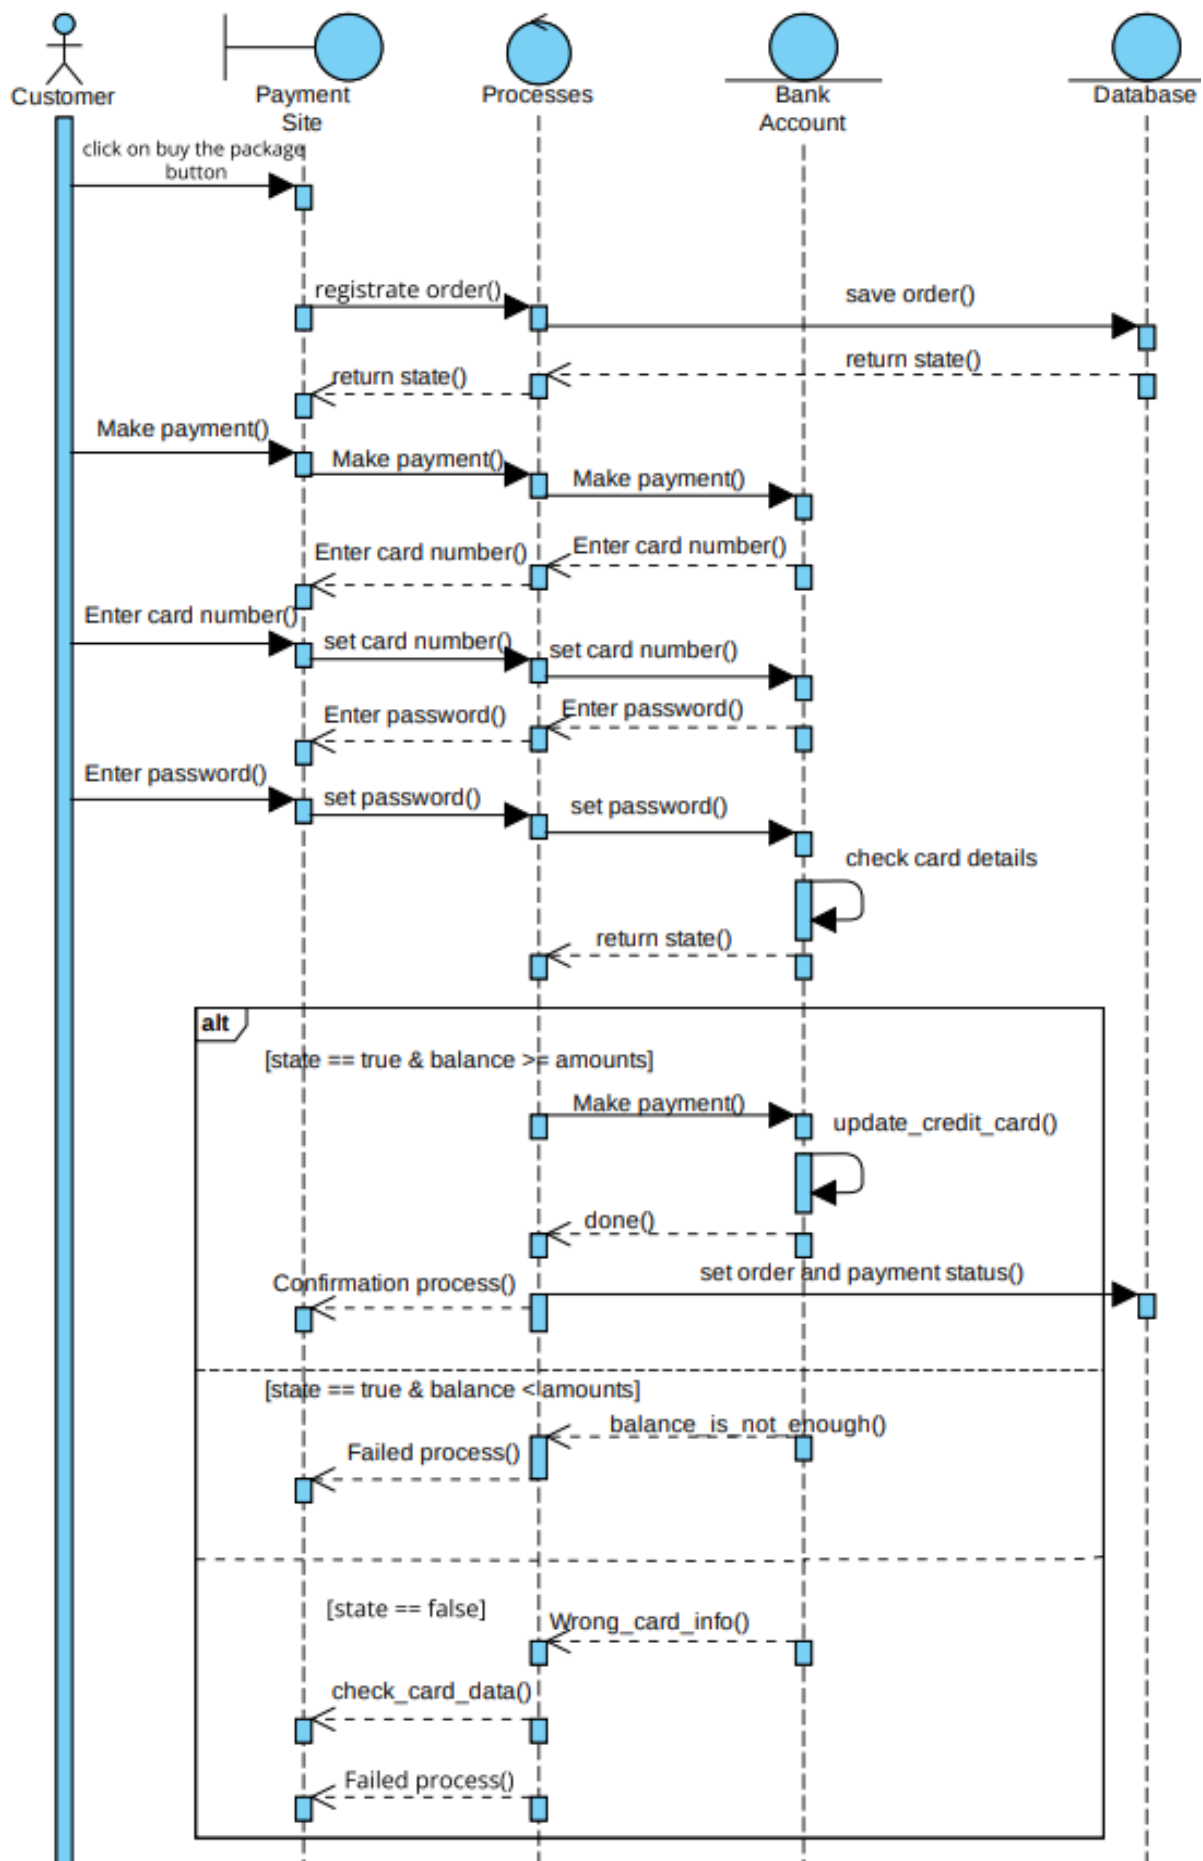 Customer
Payment
Site
Processes
Bank
Account
Database
click on buy the package
button
registrate order()
save order()
return state()
return state()
Make payment()
Make payment()
Make payment()
Enter card number()
Enter card number()
Enter card number()
set card number()
set card number()
Enter password()
Enter password()
Enter password()
set password()
set password()
check card details
return state()
alt
[state == true & balance >= amounts]
Make payment()
update_credit_card()
done()
set order and payment status()
Confirmation process()
[state == true & balance < amounts]
balance_is_not_enough()
Failed process()
[state == false]
Wrong_card_info()
check_card_data()
Failed process()